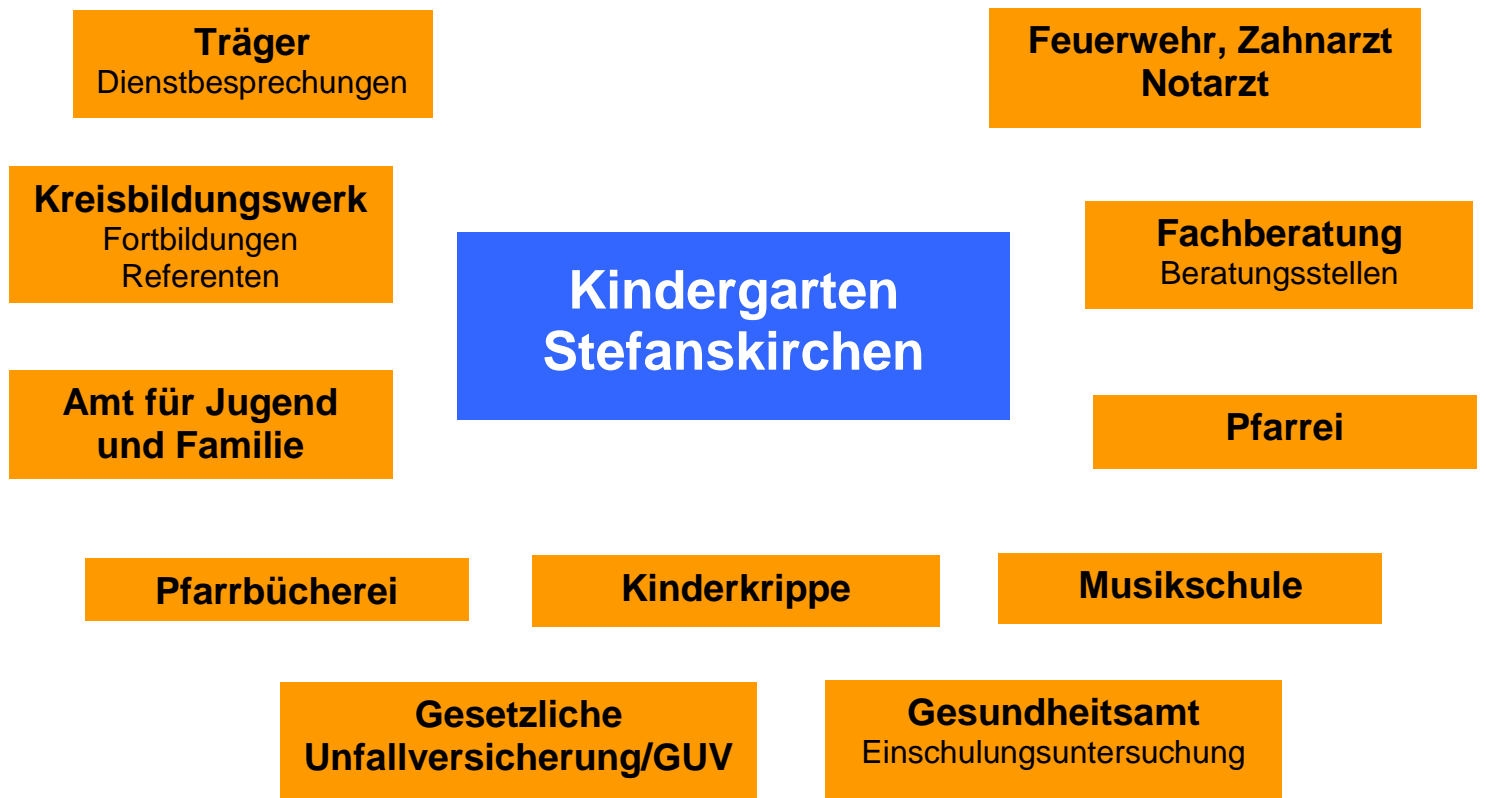 Träger
Dienstbesprechungen
Feuerwehr, Zahnarzt
Notarzt
Kreisbildungswerk
Fortbildungen
Referenten
Kindergarten
Stefanskirchen
Fachberatung
Beratungsstellen
Amt für Jugend
und Familie
Pfarrei
Pfarrbücherei
Kinderkrippe
Musikschule
Gesetzliche
Unfallversicherung/GUV
Gesundheitsamt
Einschulungsuntersuchung